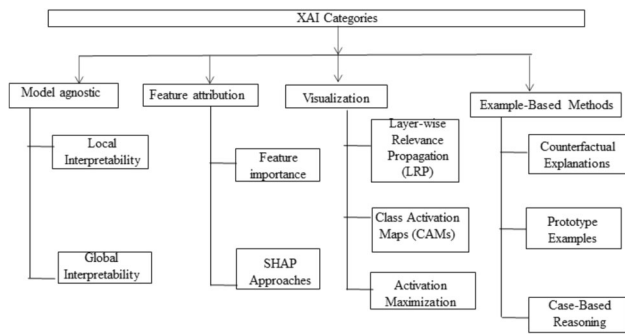 XAI Categories
Model agnostic
Feature attribution
Visualization
Example-Based Methods
Local
Interpretability
Global
Interpretability
Feature
importance
SHAP
Approaches
Layer-wise
Relevance
Propagation
(LRP)
Class Activation
Maps (CAMs)
Activation
Maximization
Counterfactual
Explanations
Prototype
Examples
Case-Based
Reasoning